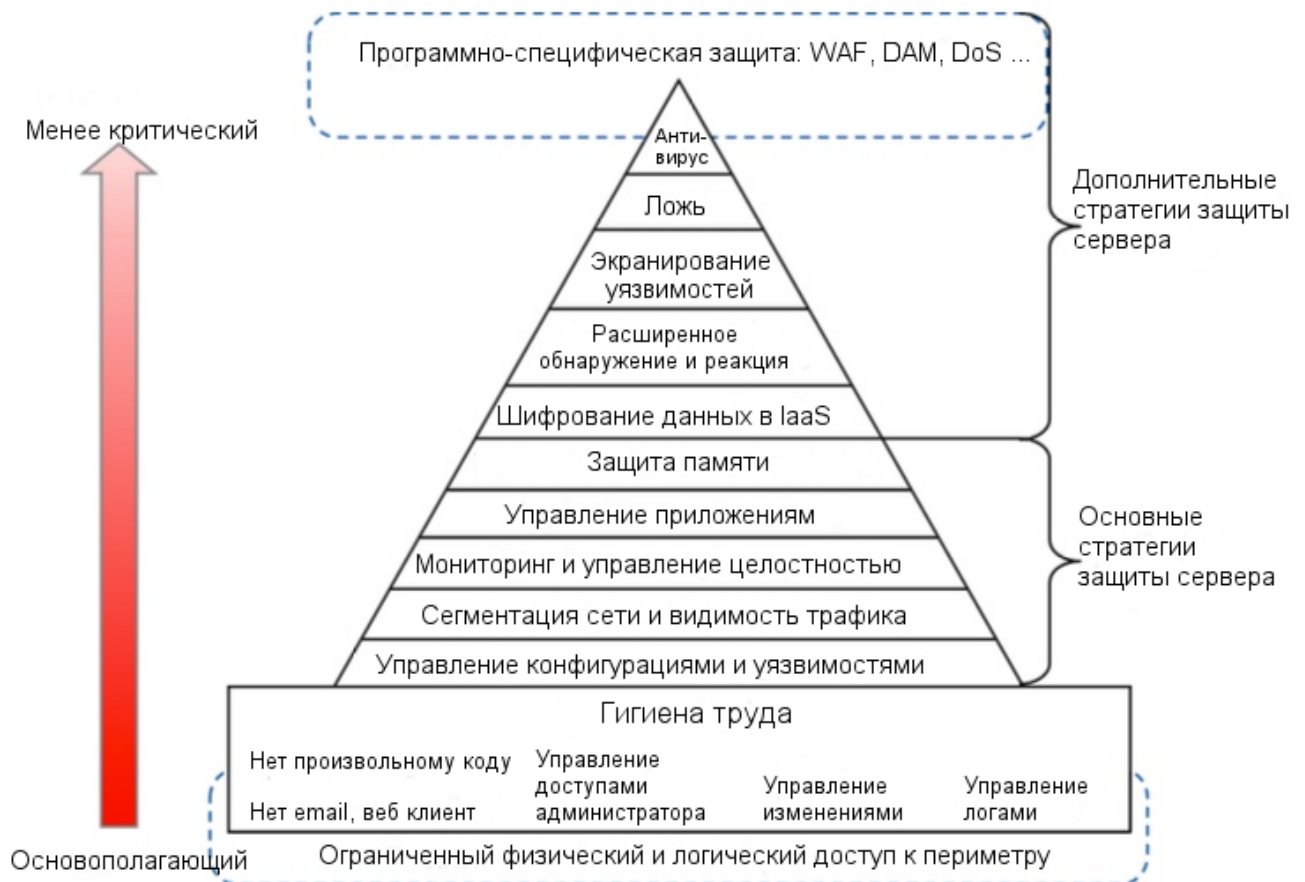 Программно-специфическая защита: WAF, DAM, DoS ...
Менее критический
Анти-
вирус
Ложь
Экранирование
уязвимостей
Расширенное
обнаружение и реакция
Шифрование данных в IaaS
Дополнительные
стратегии защиты
сервера
Защита памяти
Управление приложениям
Мониторинг и управление целостностью
Сегментация сети и видимость трафика
Управление конфигурациями и уязвимостями
Основные
стратегии
защиты сервера
Гигиена труда
Нет произвольному коду
Нет email, веб клиент
Управление
доступами
администратора
Управление
изменениями
Управление
логами
Основополагающий
Ограниченный физический и логический доступ к периметру